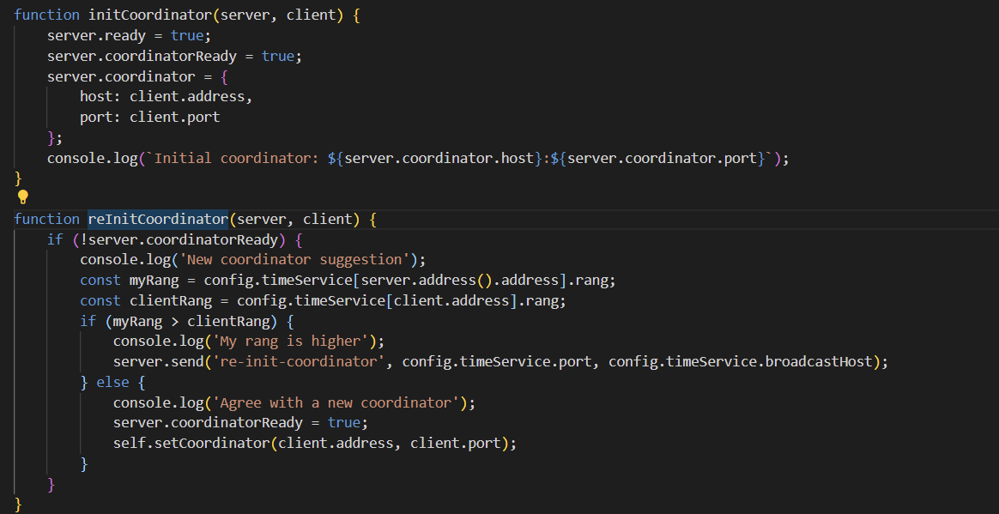 function initCoordinator(server, client) {
    server.ready = true;
    server.coordinatorReady = true;
    server.coordinator = {
        host: client.address,
        port: client.port
    };
    console.log(`Initial coordinator: ${server.coordinator.host}:${server.coordinator.port}`);
}
function reInitCoordinator(server, client) {
    if (!server.coordinatorReady) {
        console.log('New coordinator suggestion');
        const myRang = config.timeService[server.address().address].rang;
        const clientRang = config.timeService[client.address].rang;
        if (myRang > clientRang) {
            console.log('My rang is higher');
            server.send('re-init-coordinator', config.timeService.port, config.timeService.broadcastHost);
        } else {
            console.log('Agree with a new coordinator');
            server.coordinatorReady = true;
            self.setCoordinator(client.address, client.port);
        }
    }
}